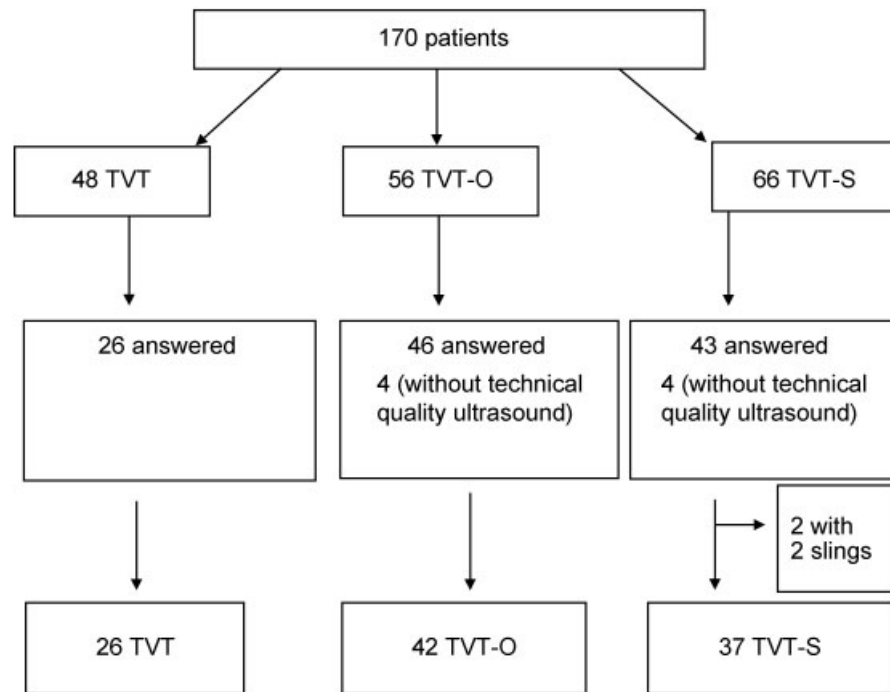 170 patients
48 TVT
56 TVT-O
66 TVT-S
26 answered
46 answered
4 (without technical
quality ultrasound)
43 answered
4 (without technical
quality ultrasound)
2 with
2 slings
26 TVT
42 TVT-O
37 TVT-S